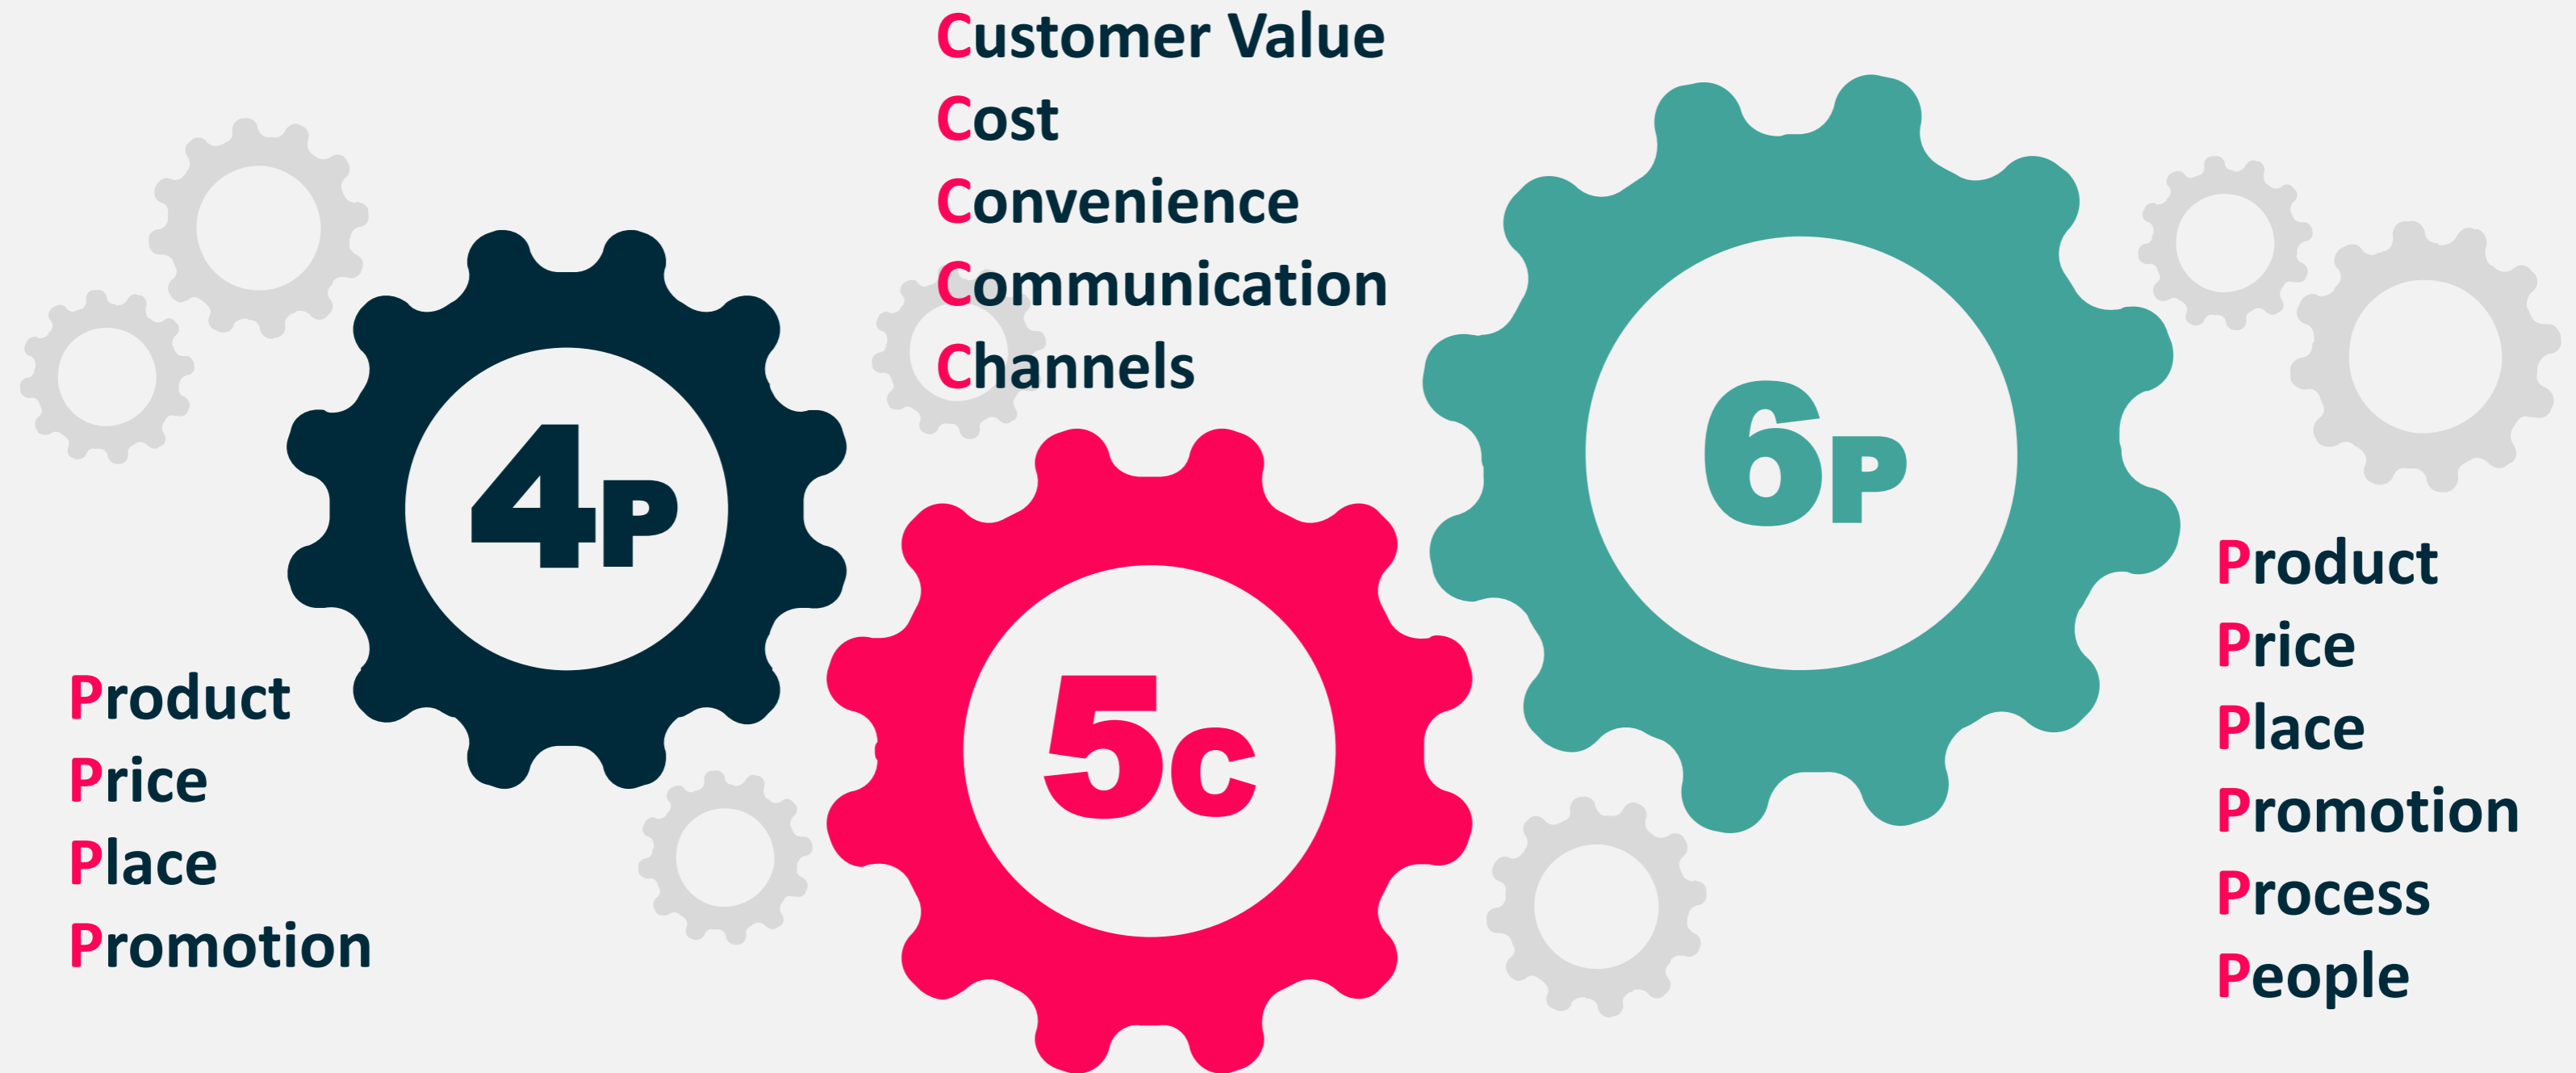 4P
Product
Price
Place
Promotion
Customer Value
Cost
Convenience
Communication
Channels
5C
6P
Product
Price
Place
Promotion
Process
People